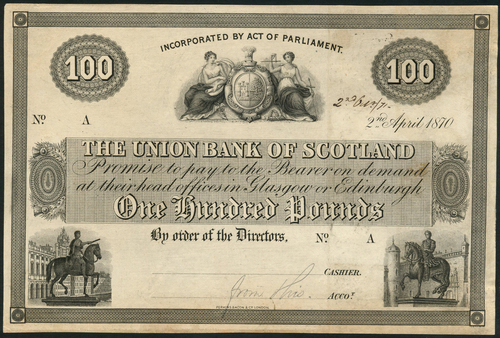 INCORPORATED BY ACT OF PARLIAMENT.
100 100
2nd April 1870
No A
THE UNION BANK OF SCOTLAND
Promise to pay to the Bearer on demand
at their head offices in Glasgow or Edinburgh
One Hundred Pounds
By order of the Directors. No A
CASHIER.
ACCOT.